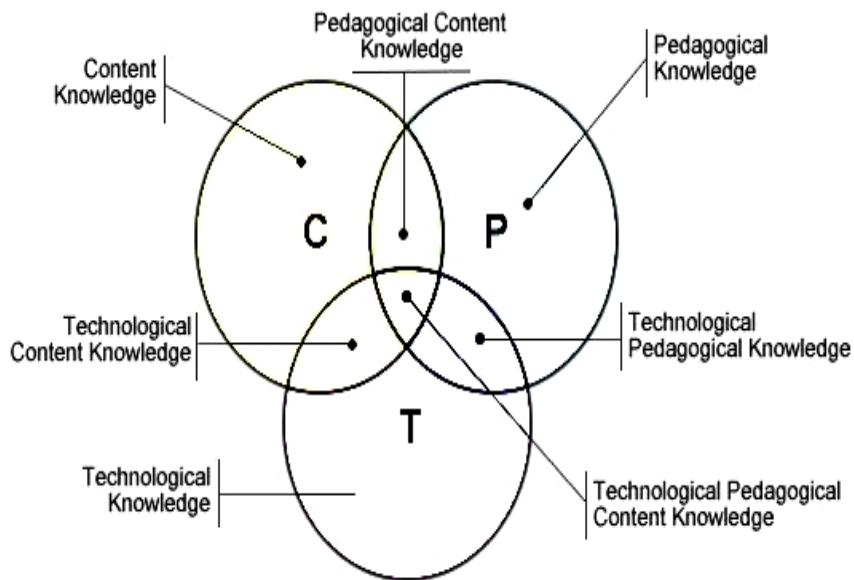 Pedagogical Content
Knowledge
Pedagogical
Knowledge
Content
Knowledge
C
P
Technological
Content Knowledge
Technological
Pedagogical Knowledge
T
Technological
Knowledge
Technological Pedagogical
Content Knowledge